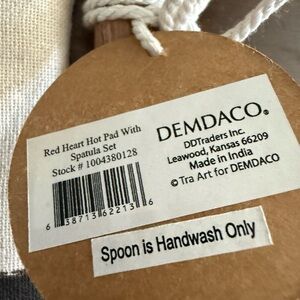 Red Heart Hot Pad With
Spatula Set
Stock # 1004380128
6 38713 62213 6
DEMDACO®
DDTraders Inc.
Leawood, Kansas 66209
Made in India
© Tra Art for DEMDACO
Spoon is Handwash Only